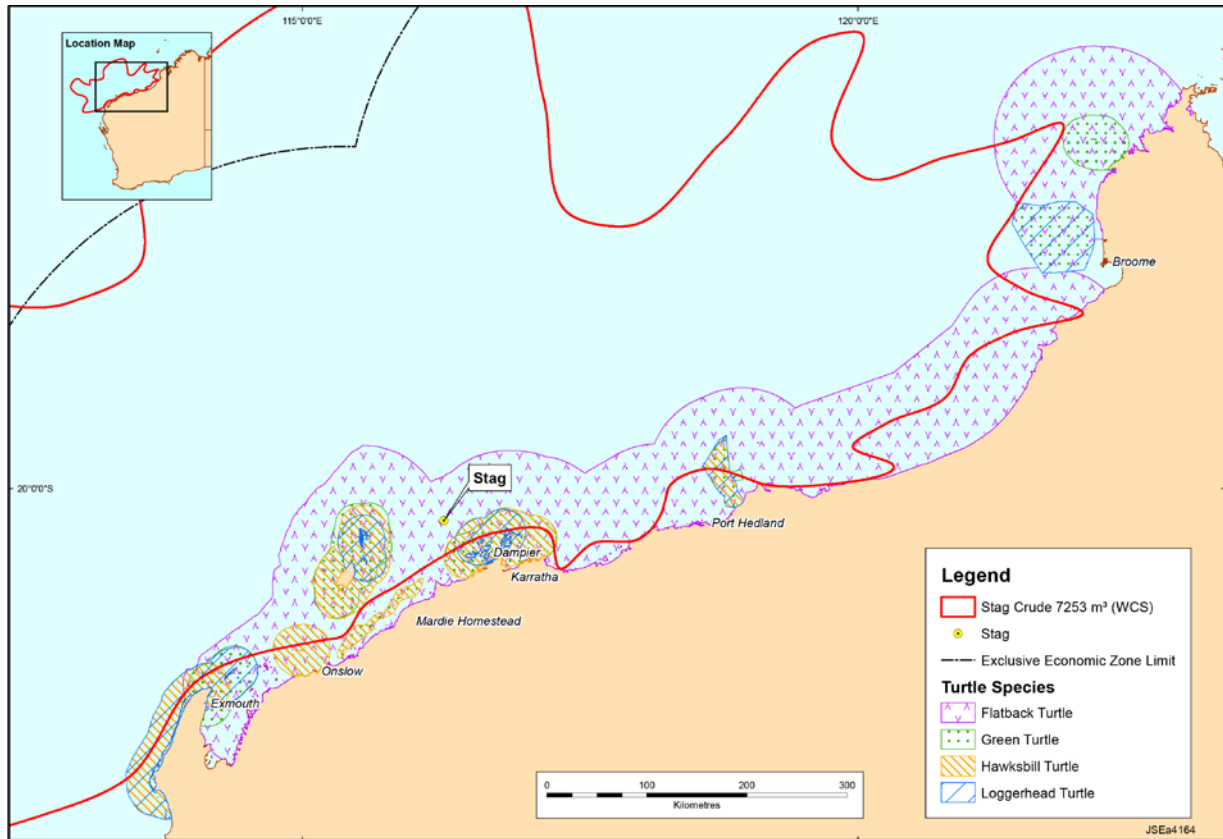 115°0'0"E
120°0'0"E
Location Map
Broome
20°0'0"S
Stag
Port Hedland
Dampier
Karratha
Mardie Homestead
Onslow
Exmouth
Legend
Stag Crude 7253 m³ (WCS)
Stag
Exclusive Economic Zone Limit
Turtle Species
Flatback Turtle
Green Turtle
Hawksbill Turtle
Loggerhead Turtle
0 100 200 300
Kilometres
JSEa4164